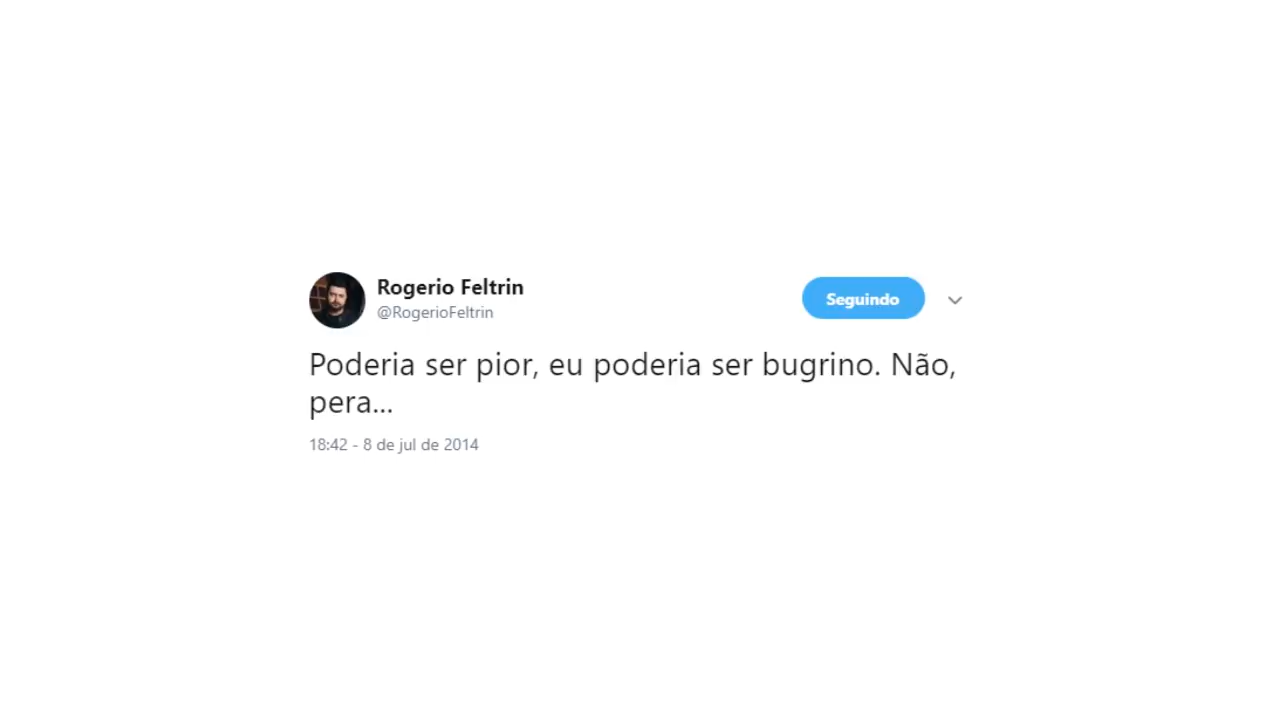 Rogerio Feltrin
Seguindo
@RogerioFeltrin
Poderia ser pior, eu poderia ser bugrino. Não,
pera...
18:42 - 8 de jul de 2014